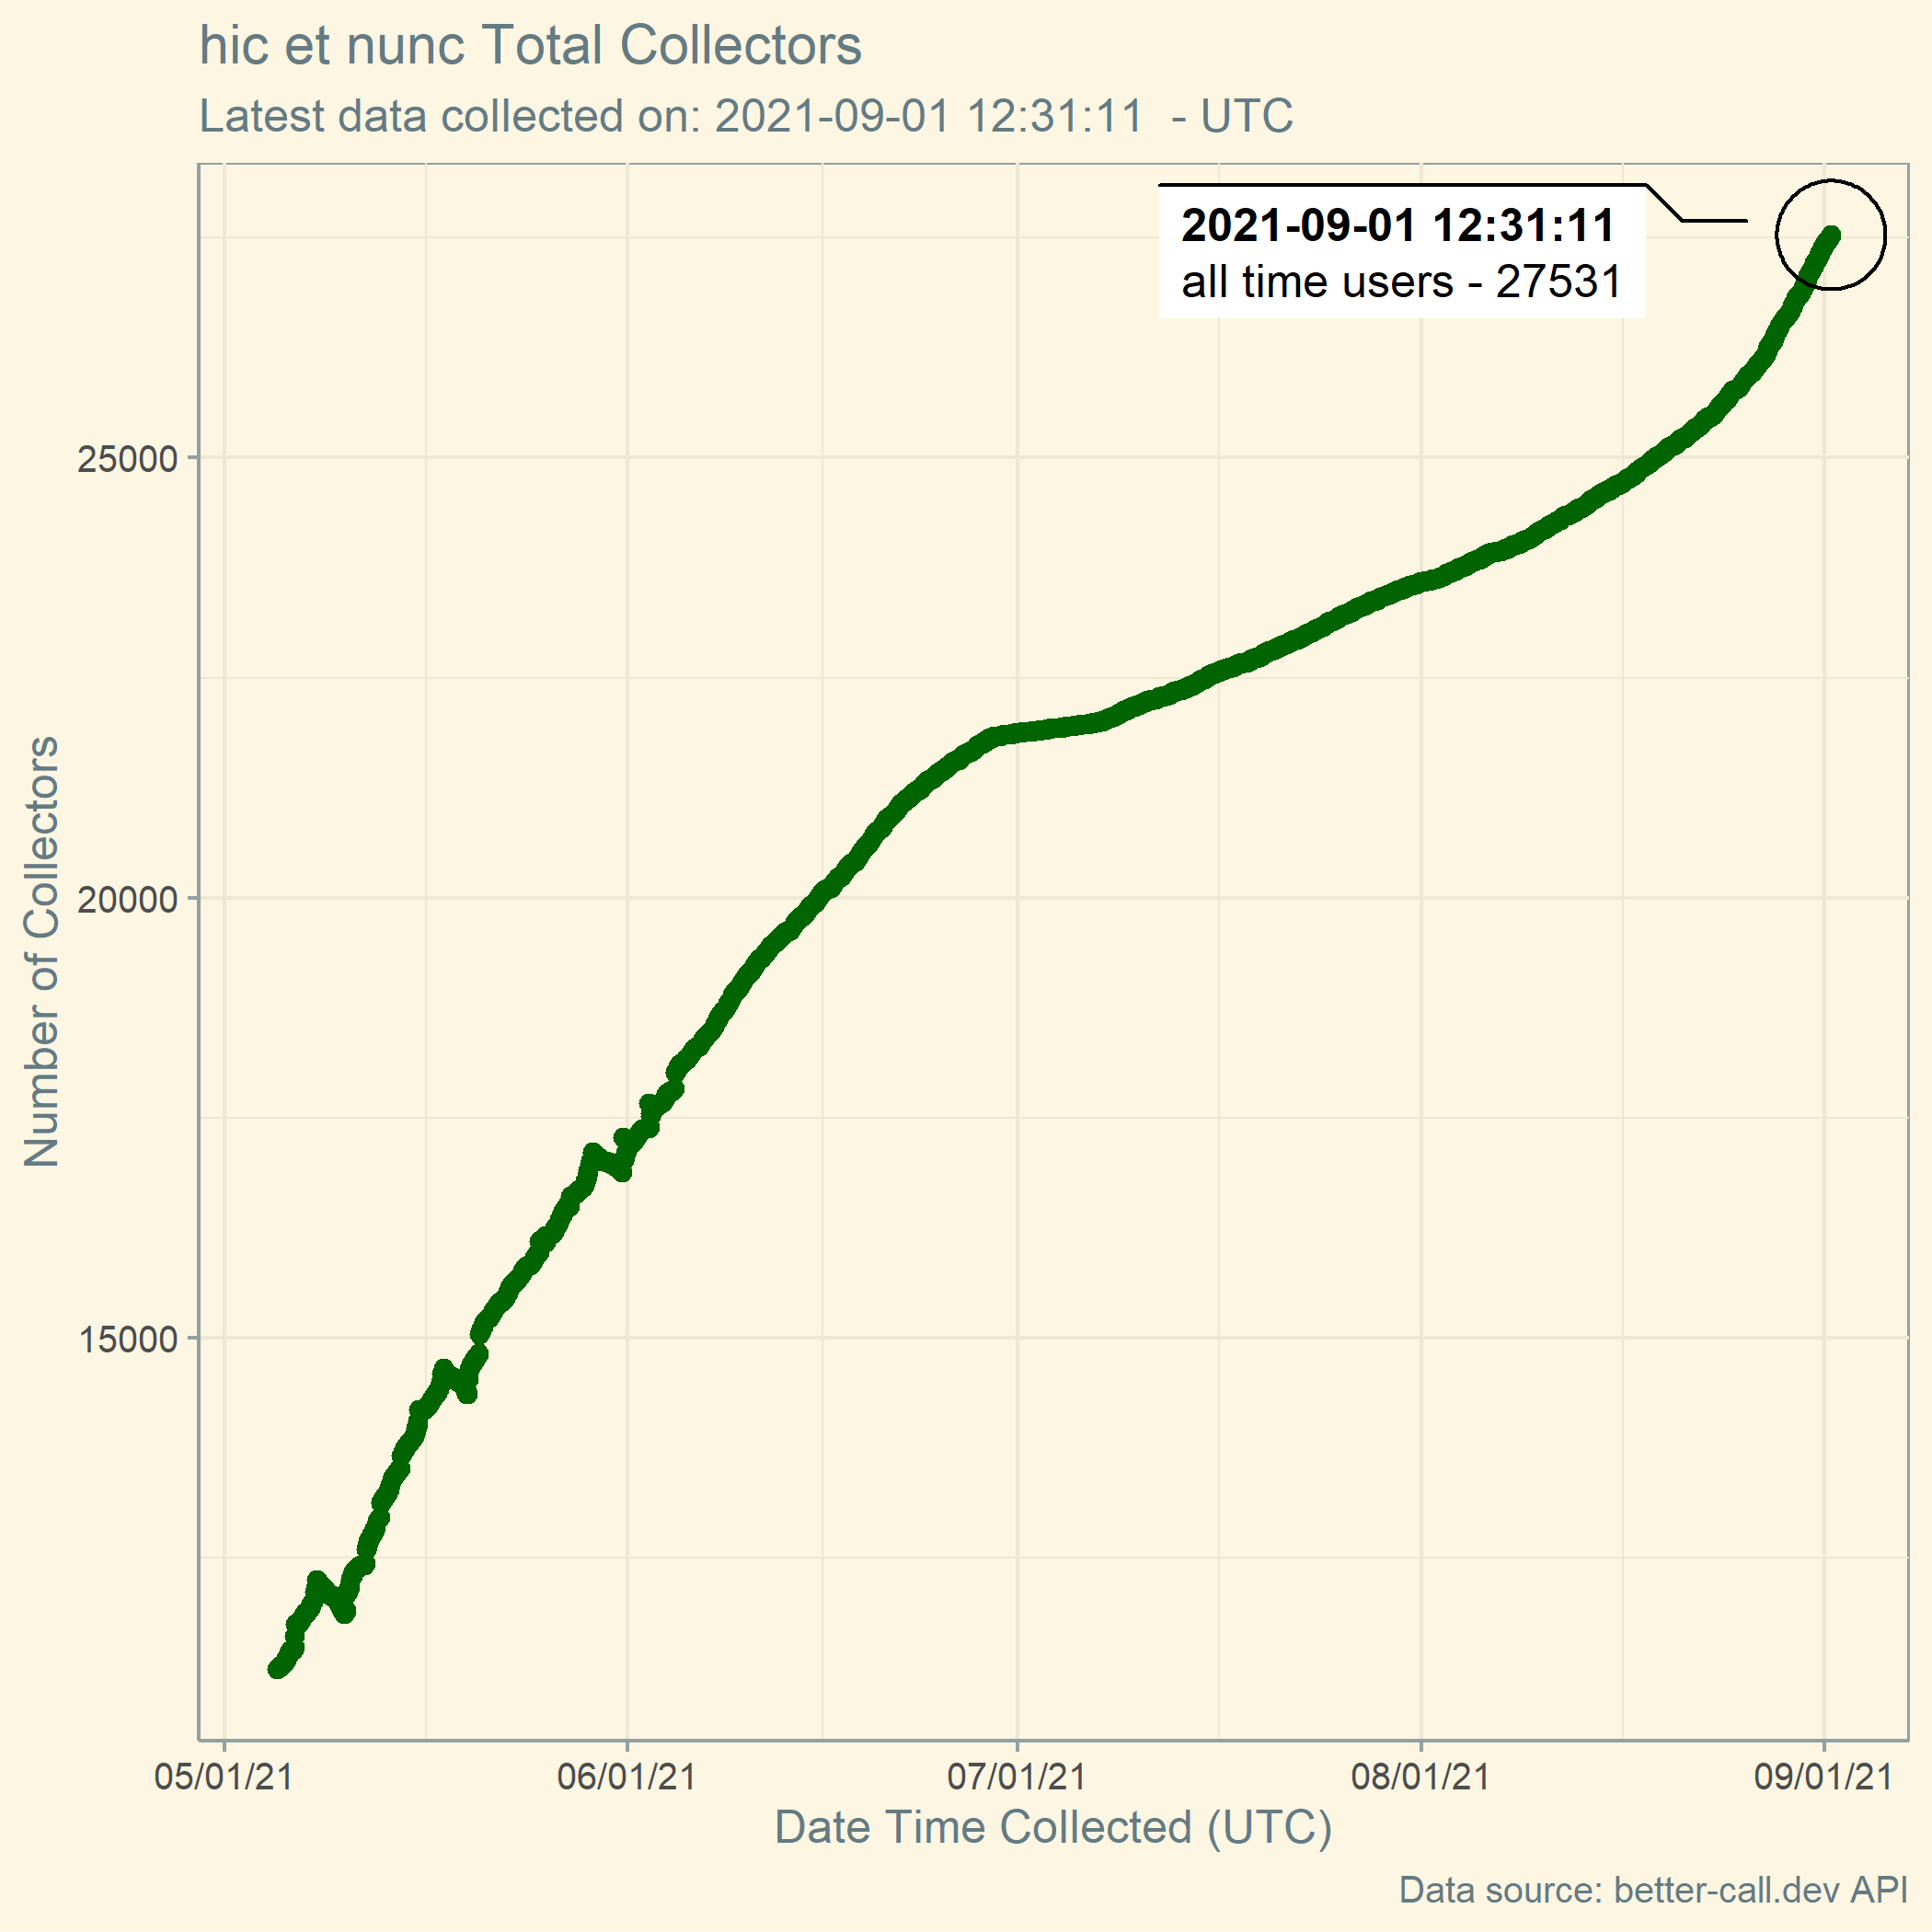 hic et nunc Total Collectors
Latest data collected on: 2021-09-01 12:31:11  - UTC
2021-09-01 12:31:11
all time users - 27531
25000
20000
15000
Number of Collectors
05/01/21
06/01/21
07/01/21
08/01/21
09/01/21
Date Time Collected (UTC)
Data source: better-call.dev API